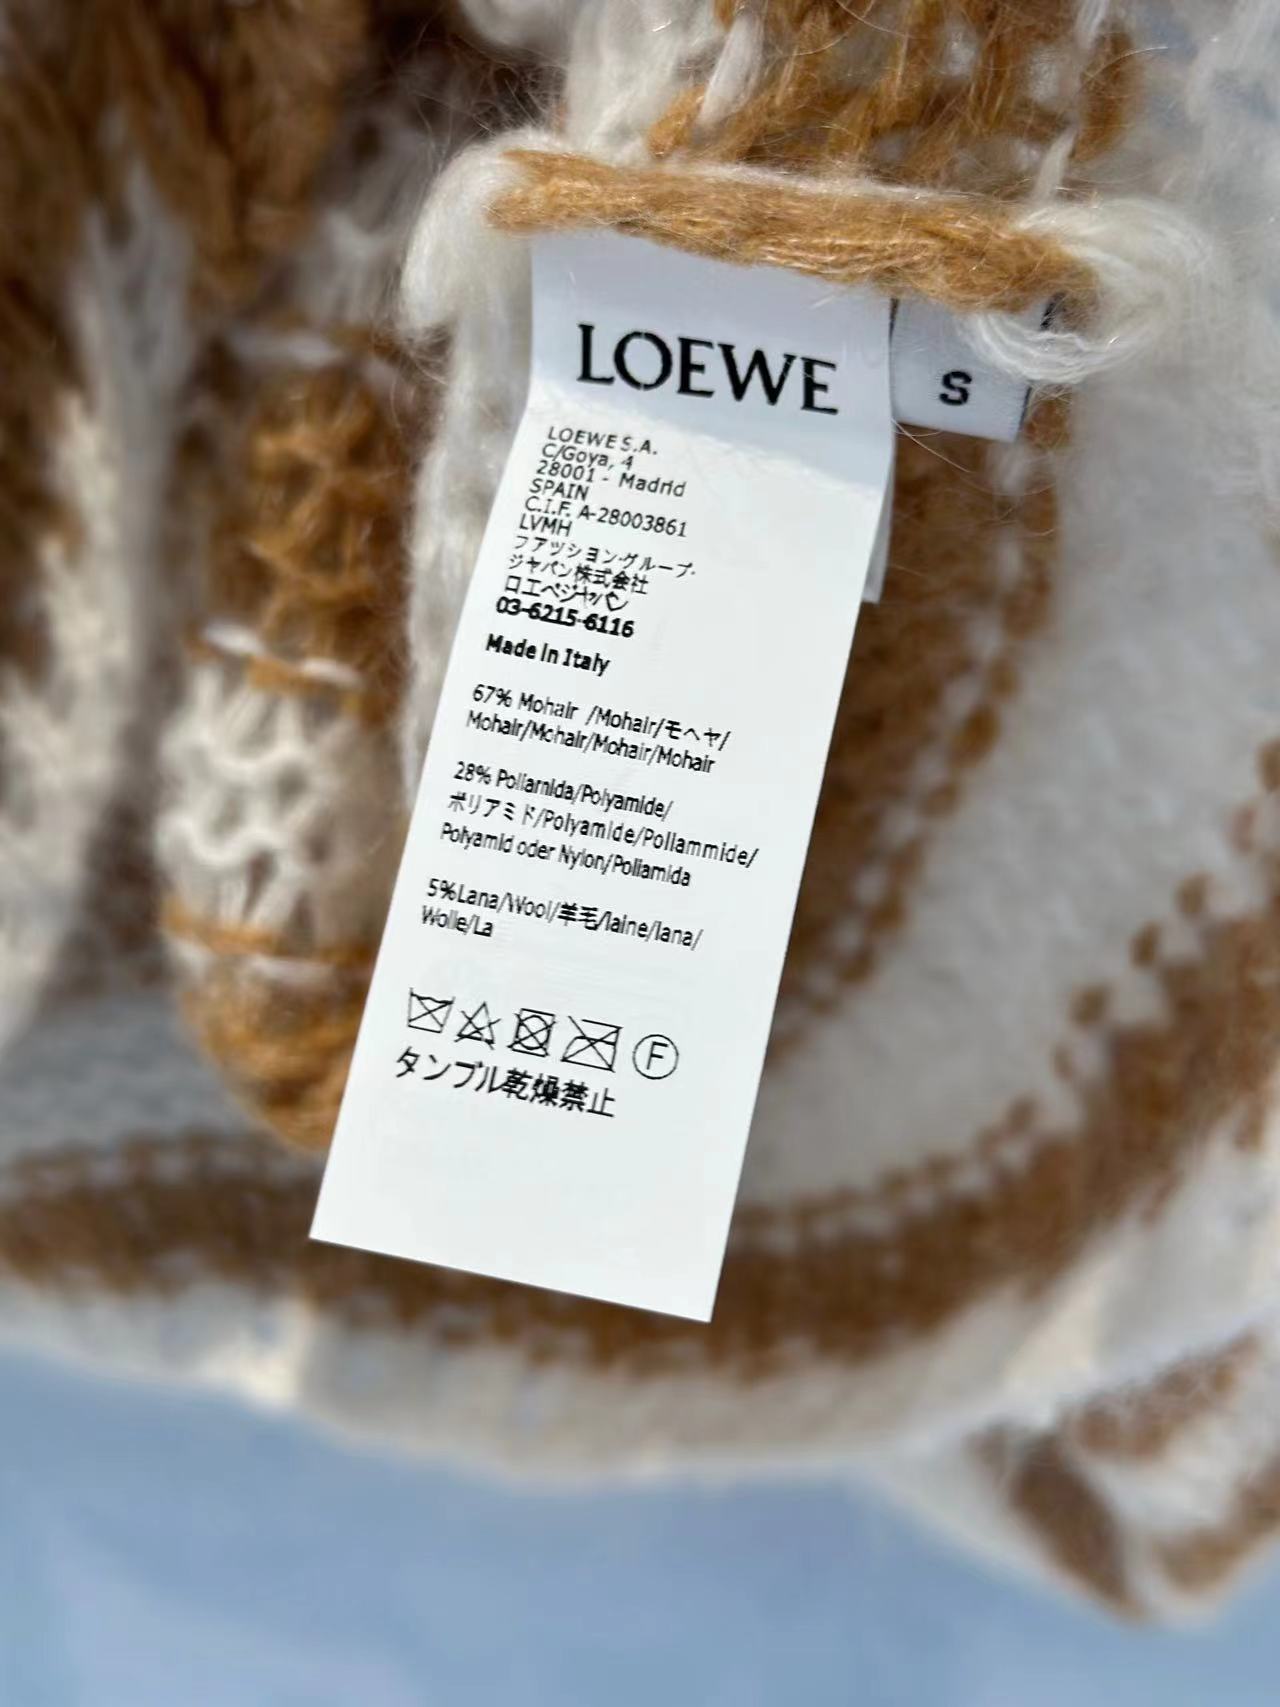 LOEWE
S
LOEWE S.A.
C/Goya, 4
28001 - Madrid
SPAIN
C.I.F. A-28003861
LVMH
ファッション・グループ・
ジャパン株式会社
ロエベジャパン
03-6215-6116
Made in Italy
67% Mohair /Mohair/モヘヤ/
Mohair/Mohair/Mohair/Mohair
28% Poliamida/Polyamide/
ポリアミド/Polyamide/Poliammide/
Polyamid oder Nylon/Poliamida
5%Lana/Wool/羊毛/laine/lana/
Wolle/La
F
タンブル乾燥禁止